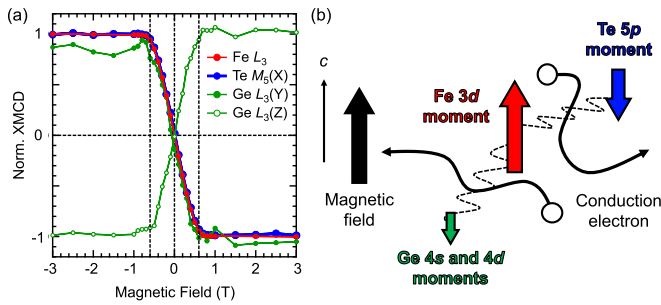 (a)
1
0
-1
Norm. XMCD
Fe L3
Te M5(X)
Ge L3(Y)
Ge L3(Z)
-3 -2 -1 0 1 2 3
Magnetic Field (T)
(b)
c
Te 5p
moment
Fe 3d
moment
Magnetic
field
Conduction
electron
Ge 4s and 4d
moments